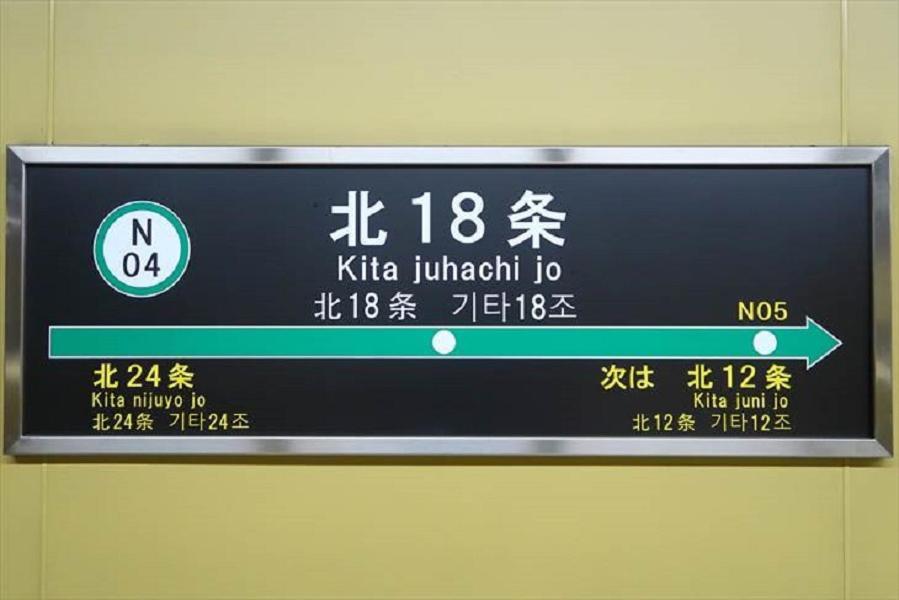 N
04
北18条
Kita juhachi jo
北18条 기타18조
N05
北24条
Kita nijuyo jo
北24条 기타24조
次は 北12条
Kita juni jo
北12条 기타12조